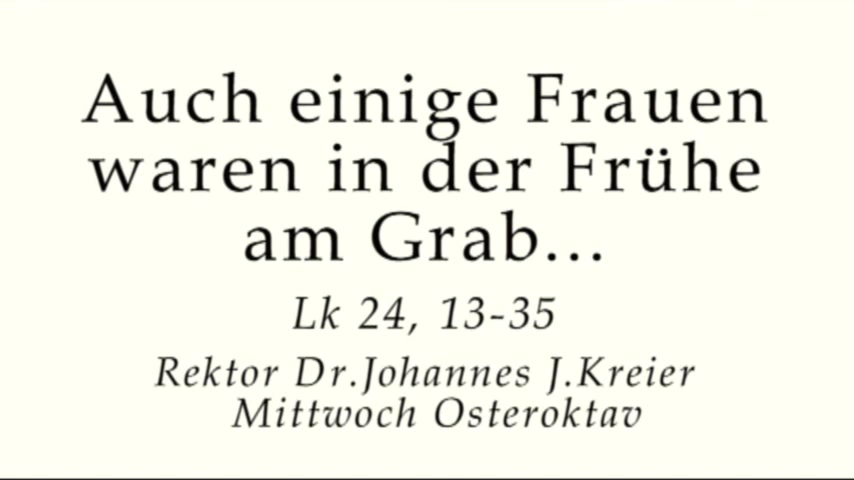 Auch einige Frauen
waren in der Frühe
am Grab...
Lk 24, 13-35
Rektor Dr.Johannes J.Kreier
Mittwoch Osteroktav